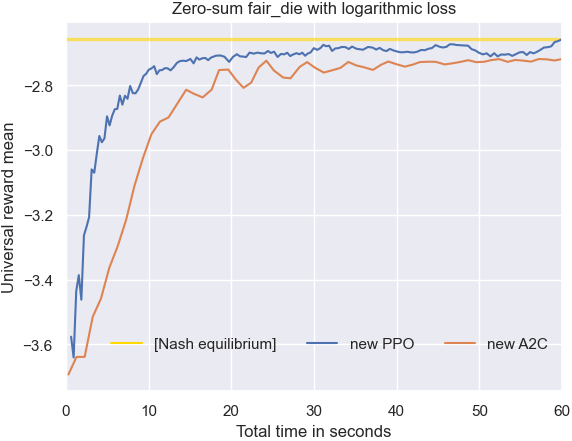 Zero-sum fair_die with logarithmic loss
Universal reward mean
−2.8
−3.0
−3.2
−3.4
−3.6
[Nash equilibrium] new PPO new A2C
0 10 20 30 40 50 60
Total time in seconds